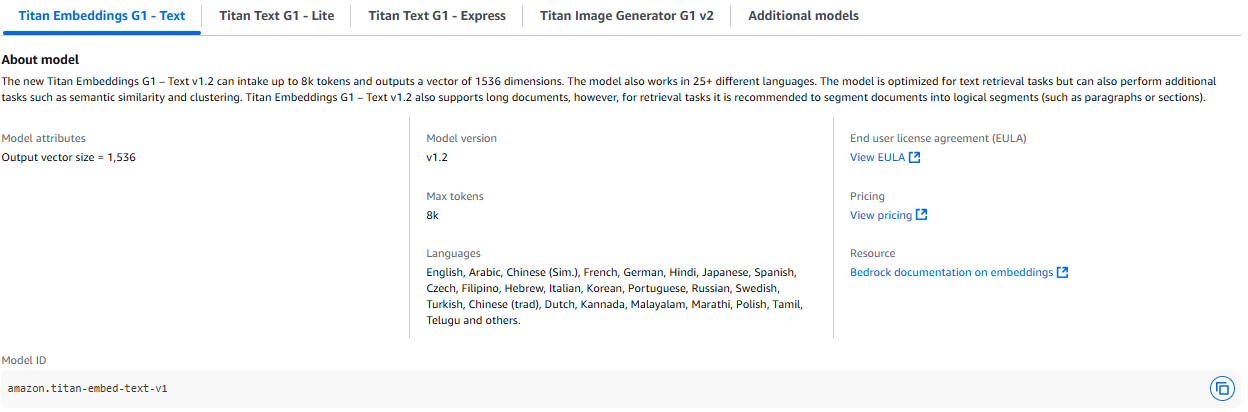 Titan Embeddings G1 - Text
Titan Text G1 - Lite
Titan Text G1 - Express
Titan Image Generator G1 v2
Additional models
About model
The new Titan Embeddings G1 – Text v1.2 can intake up to 8k tokens and outputs a vector of 1536 dimensions. The model also works in 25+ different languages. The model is optimized for text retrieval tasks but can also perform additional
tasks such as semantic similarity and clustering. Titan Embeddings G1 – Text v1.2 also supports long documents, however, for retrieval tasks it is recommended to segment documents into logical segments (such as paragraphs or sections).
Model attributes
Output vector size = 1,536
Model version
v1.2
Max tokens
8k
Languages
English, Arabic, Chinese (Sim.), French, German, Hindi, Japanese, Spanish,
Czech, Filipino, Hebrew, Italian, Korean, Portuguese, Russian, Swedish,
Turkish, Chinese (trad), Dutch, Kannada, Malayalam, Marathi, Polish, Tamil,
Telugu and others.
End user license agreement (EULA)
View EULA
Pricing
View pricing
Resource
Bedrock documentation on embeddings
Model ID
amazon.titan-embed-text-v1